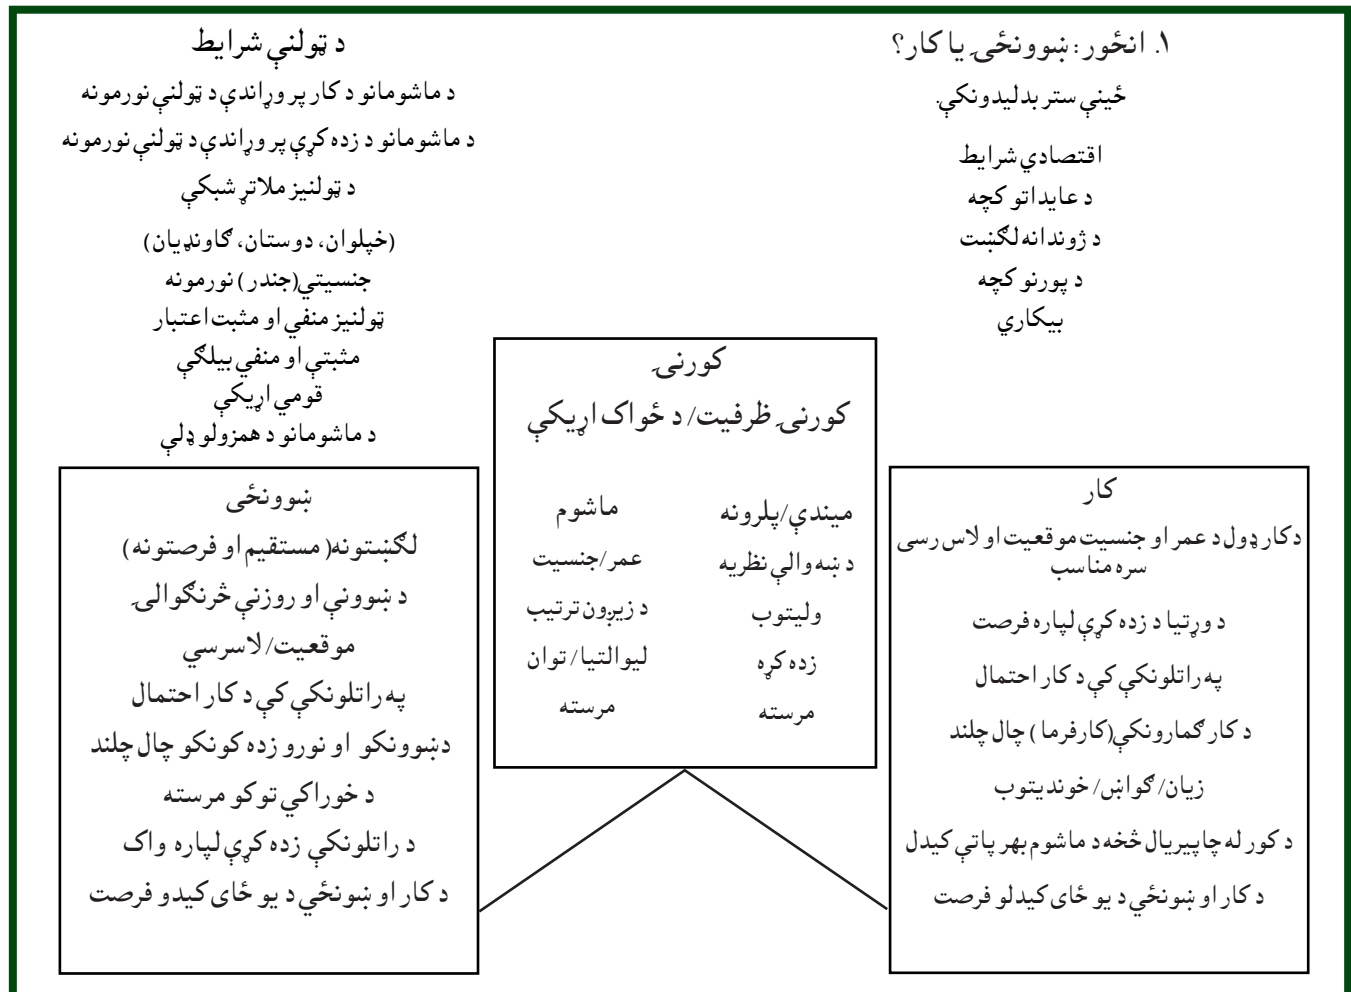 ۱. انځور: ښوونځۍ یا کار؟
ځینې ستر بدلیدونکې.
اقتصادي شرایط
د عایداتو کچه
د ژوندانه لګښت
د پورنو کچه
بیکاري
د ټولنې شرایط
د ماشومانو د کار پر وړاندې د ټولنې نورمونه
د ماشومانو د زده کړې پر وړاندې د ټولنې نورمونه
د ټولنیز ملاتړ شبکې
(خپلوان، دوستان، ګاونډیان)
جنسیتي(جندر) نورمونه
ټولنیز منفي او مثبت اعتبار
مثبتې او منفي بیلګې
قومي اړیکې
د ماشومانو د همزولو ډلې
کورنۍ
کورنۍ ظرفیت/ د ځواک اړیکې
میندې/پلرونه
د ښه والي نظریه
ولیتوب
زده کړه
مرسته
ماشوم
عمر/جنسیت
د زیږون ترتیب
لیوالتیا/ توان
مرسته
کار
دکار ډول د عمر او جنسیت موقعیت او لاس رسی
سره مناسب
د وړتیا د زده کړې لپاره فرصت
په راتلونکې کې د کار احتمال
د کار ګمارونکې(کارفرما) چال چلند
زیان/ ګواښ/ خوندیتوب
د کور له چاپیریال څخه د ماشوم بهر پاتې کیدل
د کار او ښونځي د یو ځای کیدلو فرصت
ښوونځی
لګښتونه( مستقیم او فرصتونه)
د ښوونې او روزنې څرنګوالی
موقعیت/ لاسرسي
په راتلونکې کې د کار احتمال
دښوونکو او نورو زده کونکو چال چلند
د خوراکي توکو مرسته
د راتلونکې زده کړې لپاره واک
د کار او ښونځي د یو ځای کیدو فرصت